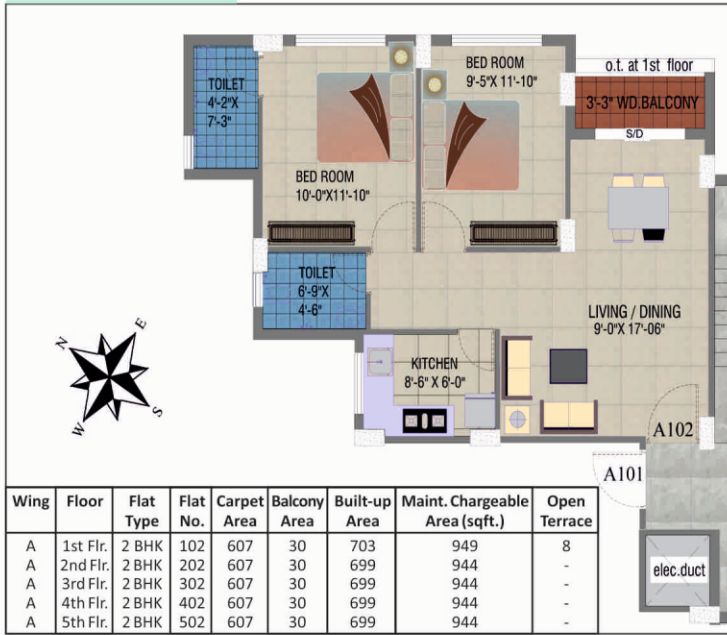 BED ROOM
9'-5"X 11'-10"
o.t. at 1st floor
TOILET
4'-2"X
7'-3"
3'-3" WD.BALCONY
S/D
BED ROOM
10'-0"X11'-10"
TOILET
6'-9"X
4'-6"
LIVING / DINING
9'-0"X 17'-06"
N
E
W
S
KITCHEN
8'-6" X 6'-0"
A102
A101
elec.duct
Wing Floor Flat Type Flat No. Carpet Area Balcony Area Built-up Area Maint. Chargeable Area (sqft.) Open Terrace
A 1st Flr. 2 BHK 102 607 30 703 949 8
A 2nd Flr. 2 BHK 202 607 30 699 944 -
A 3rd Flr. 2 BHK 302 607 30 699 944 -
A 4th Flr. 2 BHK 402 607 30 699 944 -
A 5th Flr. 2 BHK 502 607 30 699 944 -